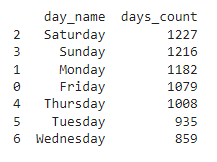 day_name days_count
2 Saturday 1227
3 Sunday 1216
1 Monday 1182
0 Friday 1079
4 Thursday 1008
5 Tuesday 935
6 Wednesday 859